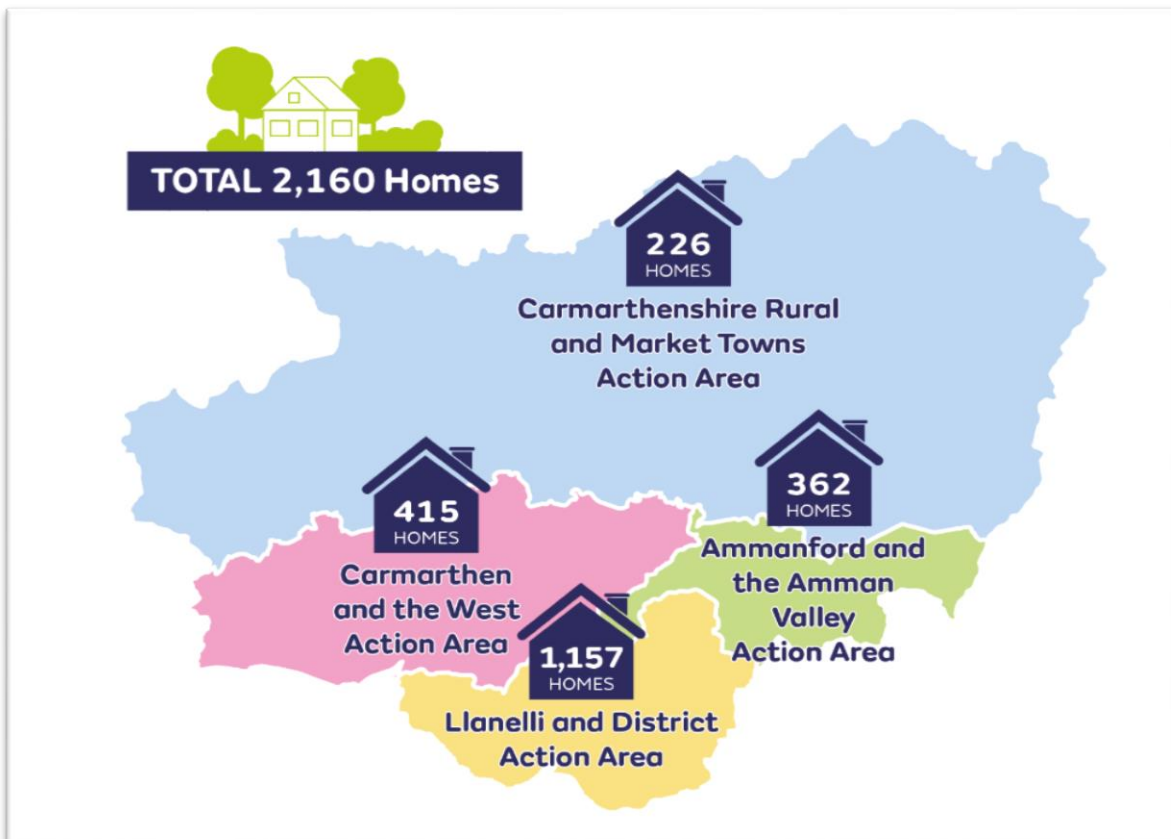 TOTAL 2,160 Homes
226
HOMES
Carmarthenshire Rural
and Market Towns
Action Area
415
HOMES
Carmarthen
and the West
Action Area
362
HOMES
Ammanford and
the Amman
Valley
Action Area
1,157
HOMES
Llanelli and District
Action Area